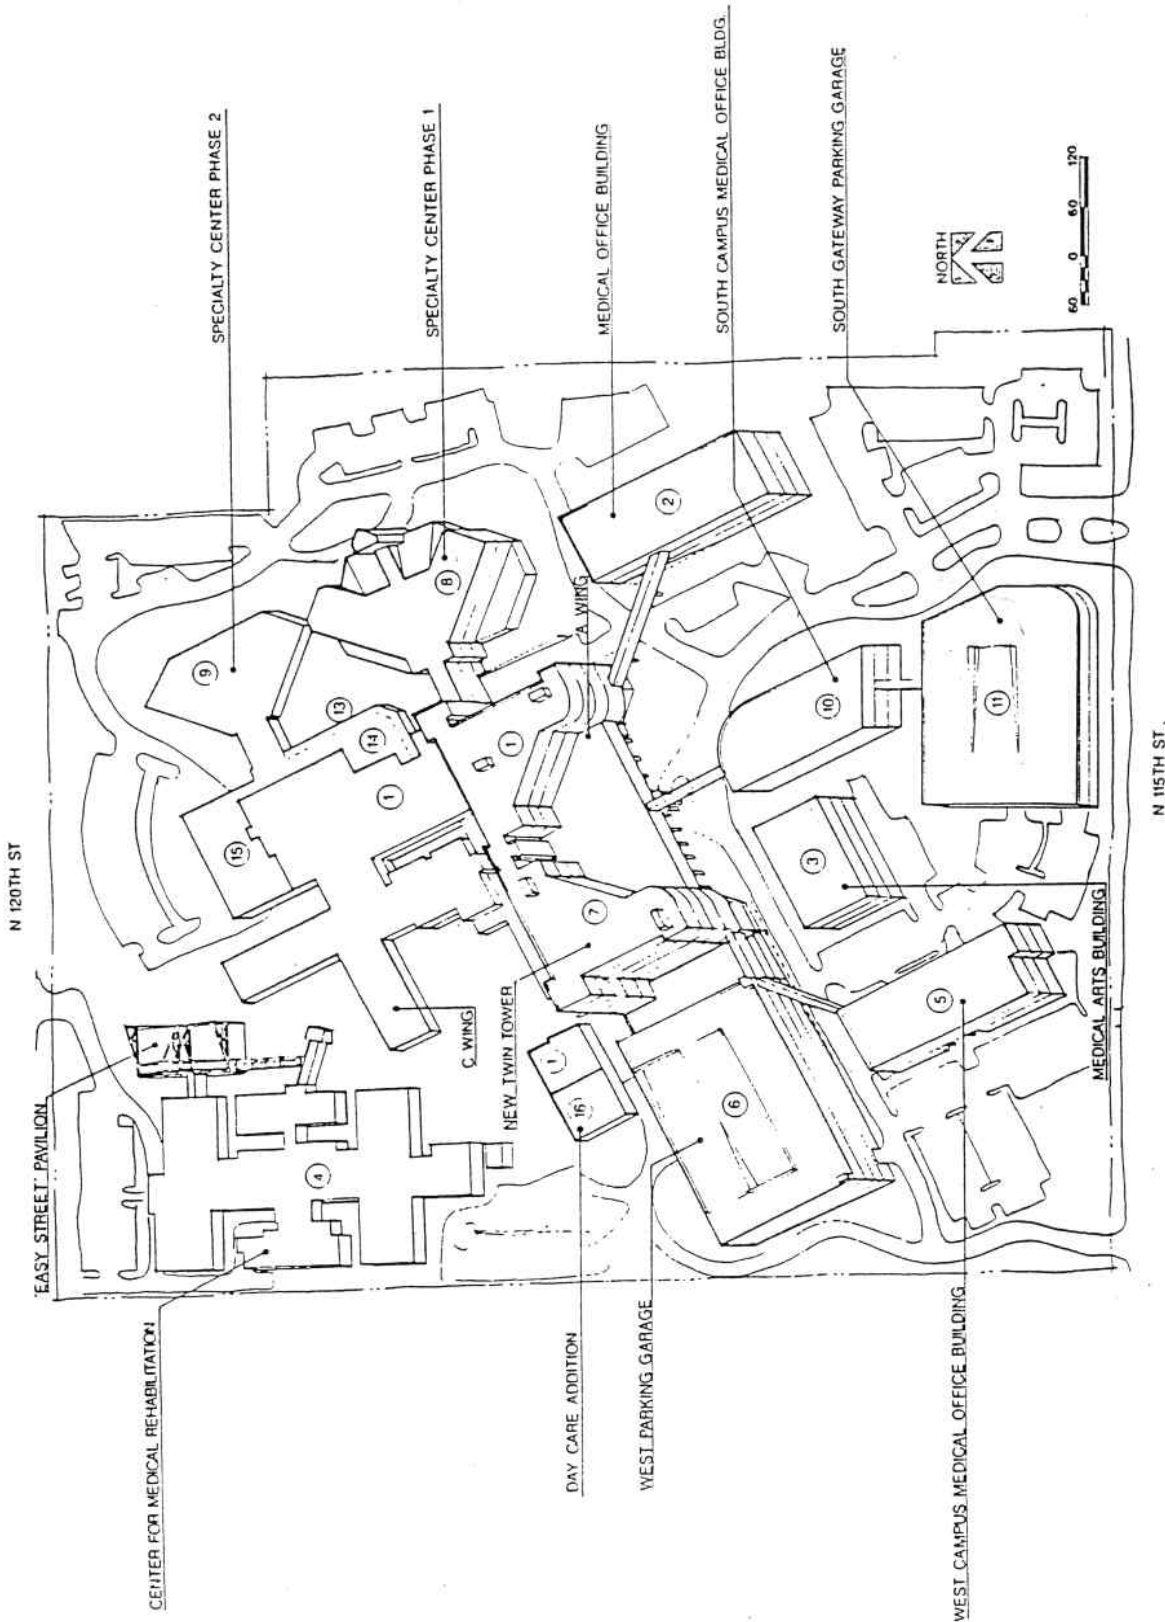 N 120TH ST
'EASY STREET' PAVILION
CENTER FOR MEDICAL REHABILITATION
SPECIALTY CENTER PHASE 2
SPECIALTY CENTER PHASE 1
MEDICAL OFFICE BUILDING
SOUTH CAMPUS MEDICAL OFFICE BLDG.
SOUTH GATEWAY PARKING GARAGE
C WING
NEW TWIN TOWER
A WING
DAY CARE ADDITION
WEST PARKING GARAGE
MEDICAL ARTS BUILDING
WEST CAMPUS MEDICAL OFFICE BUILDING
9
13
14
8
15
1
1
4
7
2
10
11
3
5
16
1
6
NORTH
60 0 60 120
N 115TH ST.